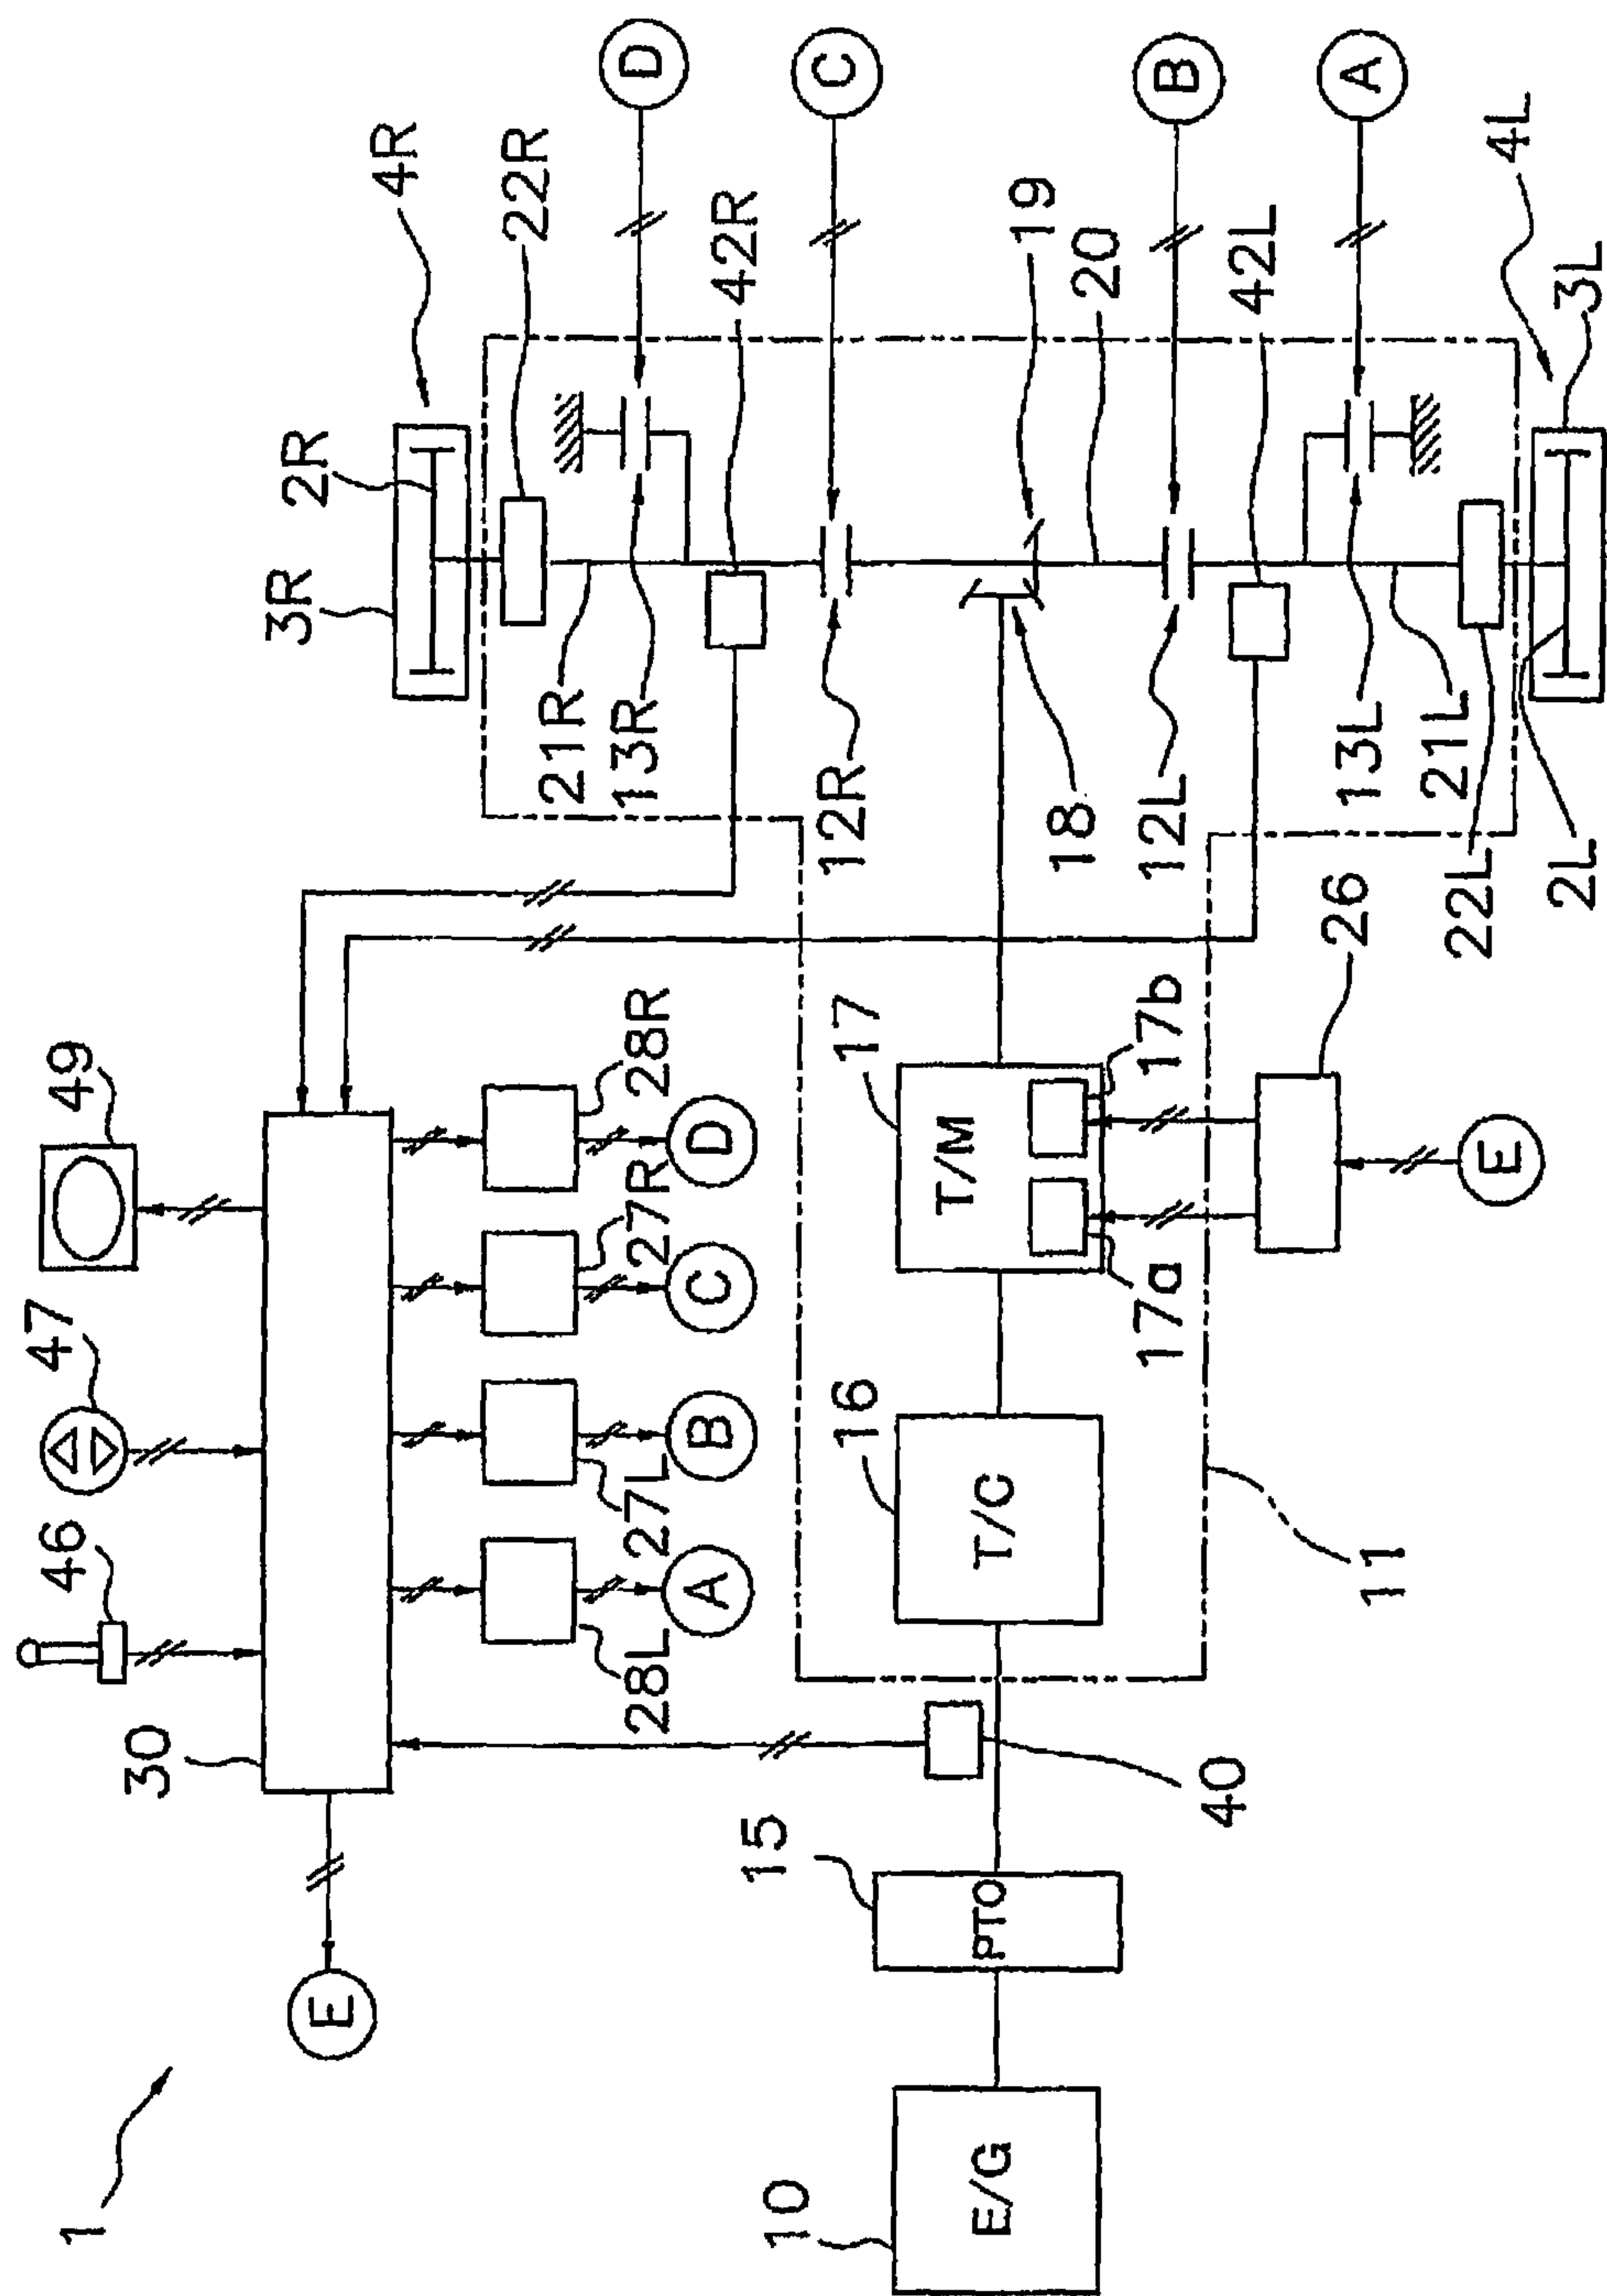 1
46
47
49
30
E
3R
2R
4R
22R
28L
27L
27R
28R
A
B
C
D
21R
13R
D
42R
10
15
16
17
12R
C
E/G
PTO
T/C
T/M
18
19
20
40
17a
17b
12L
B
42L
11
26
13L
A
E
22L
21L
4L
2L
3L